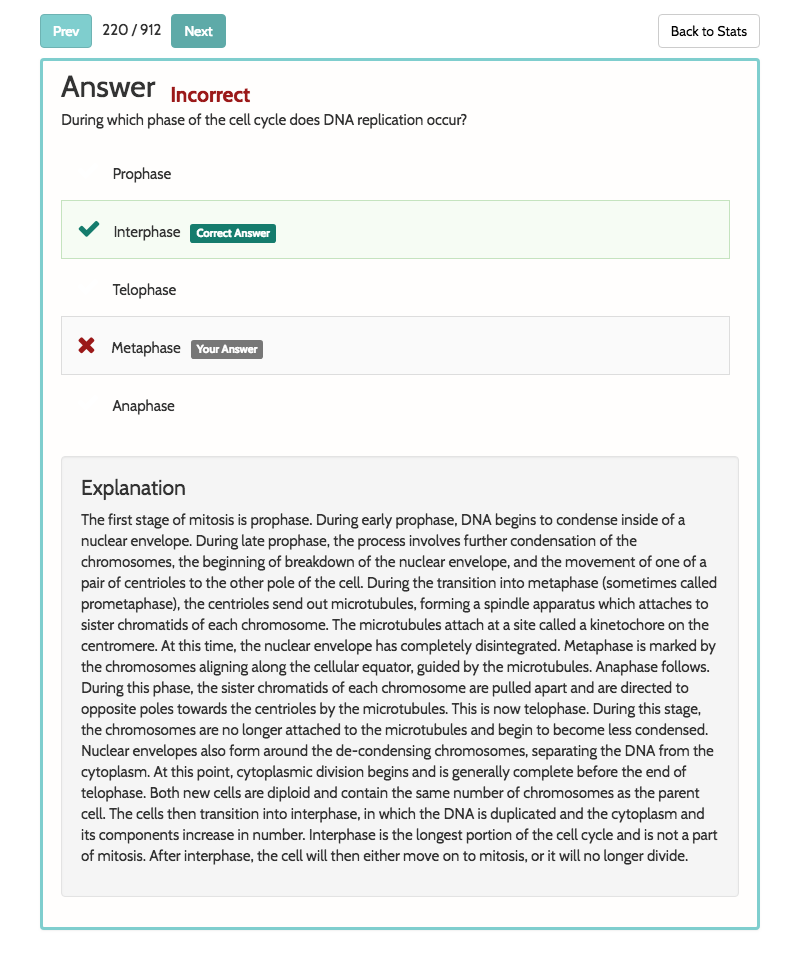 Prev 220 / 912 Next Back to Stats
Answer Incorrect
During which phase of the cell cycle does DNA replication occur?
Prophase
Interphase Correct Answer
Telophase
Metaphase Your Answer
Anaphase
Explanation
The first stage of mitosis is prophase. During early prophase, DNA begins to condense inside of a
nuclear envelope. During late prophase, the process involves further condensation of the
chromosomes, the beginning of breakdown of the nuclear envelope, and the movement of one of a
pair of centrioles to the other pole of the cell. During the transition into metaphase (sometimes called
prometaphase), the centrioles send out microtubules, forming a spindle apparatus which attaches to
sister chromatids of each chromosome. The microtubules attach at a site called a kinetochore on the
centromere. At this time, the nuclear envelope has completely disintegrated. Metaphase is marked by
the chromosomes aligning along the cellular equator, guided by the microtubules. Anaphase follows.
During this phase, the sister chromatids of each chromosome are pulled apart and are directed to
opposite poles towards the centrioles by the microtubules. This is now telophase. During this stage,
the chromosomes are no longer attached to the microtubules and begin to become less condensed.
Nuclear envelopes also form around the de-condensing chromosomes, separating the DNA from the
cytoplasm. At this point, cytoplasmic division begins and is generally complete before the end of
telophase. Both new cells are diploid and contain the same number of chromosomes as the parent
cell. The cells then transition into interphase, in which the DNA is duplicated and the cytoplasm and
its components increase in number. Interphase is the longest portion of the cell cycle and is not a part
of mitosis. After interphase, the cell will then either move on to mitosis, or it will no longer divide.